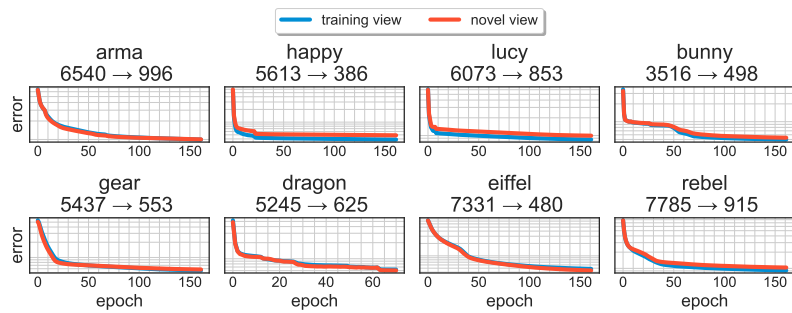 training view novel view
arma happy lucy bunny
6540 → 996 5613 → 386 6073 → 853 3516 → 498
error
0 50 100 150 0 50 100 150 0 50 100 150 0 50 100 150
gear dragon eiffel rebel
5437 → 553 5245 → 625 7331 → 480 7785 → 915
error
0 50 100 150 0 20 40 60 0 50 100 150 0 50 100 150
epoch epoch epoch epoch